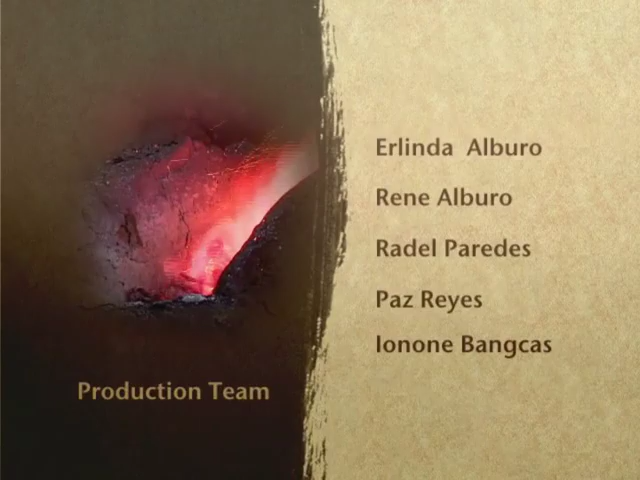 Erlinda Alburo
Rene Alburo
Radel Paredes
Paz Reyes
Ionone Bangcas
Production Team